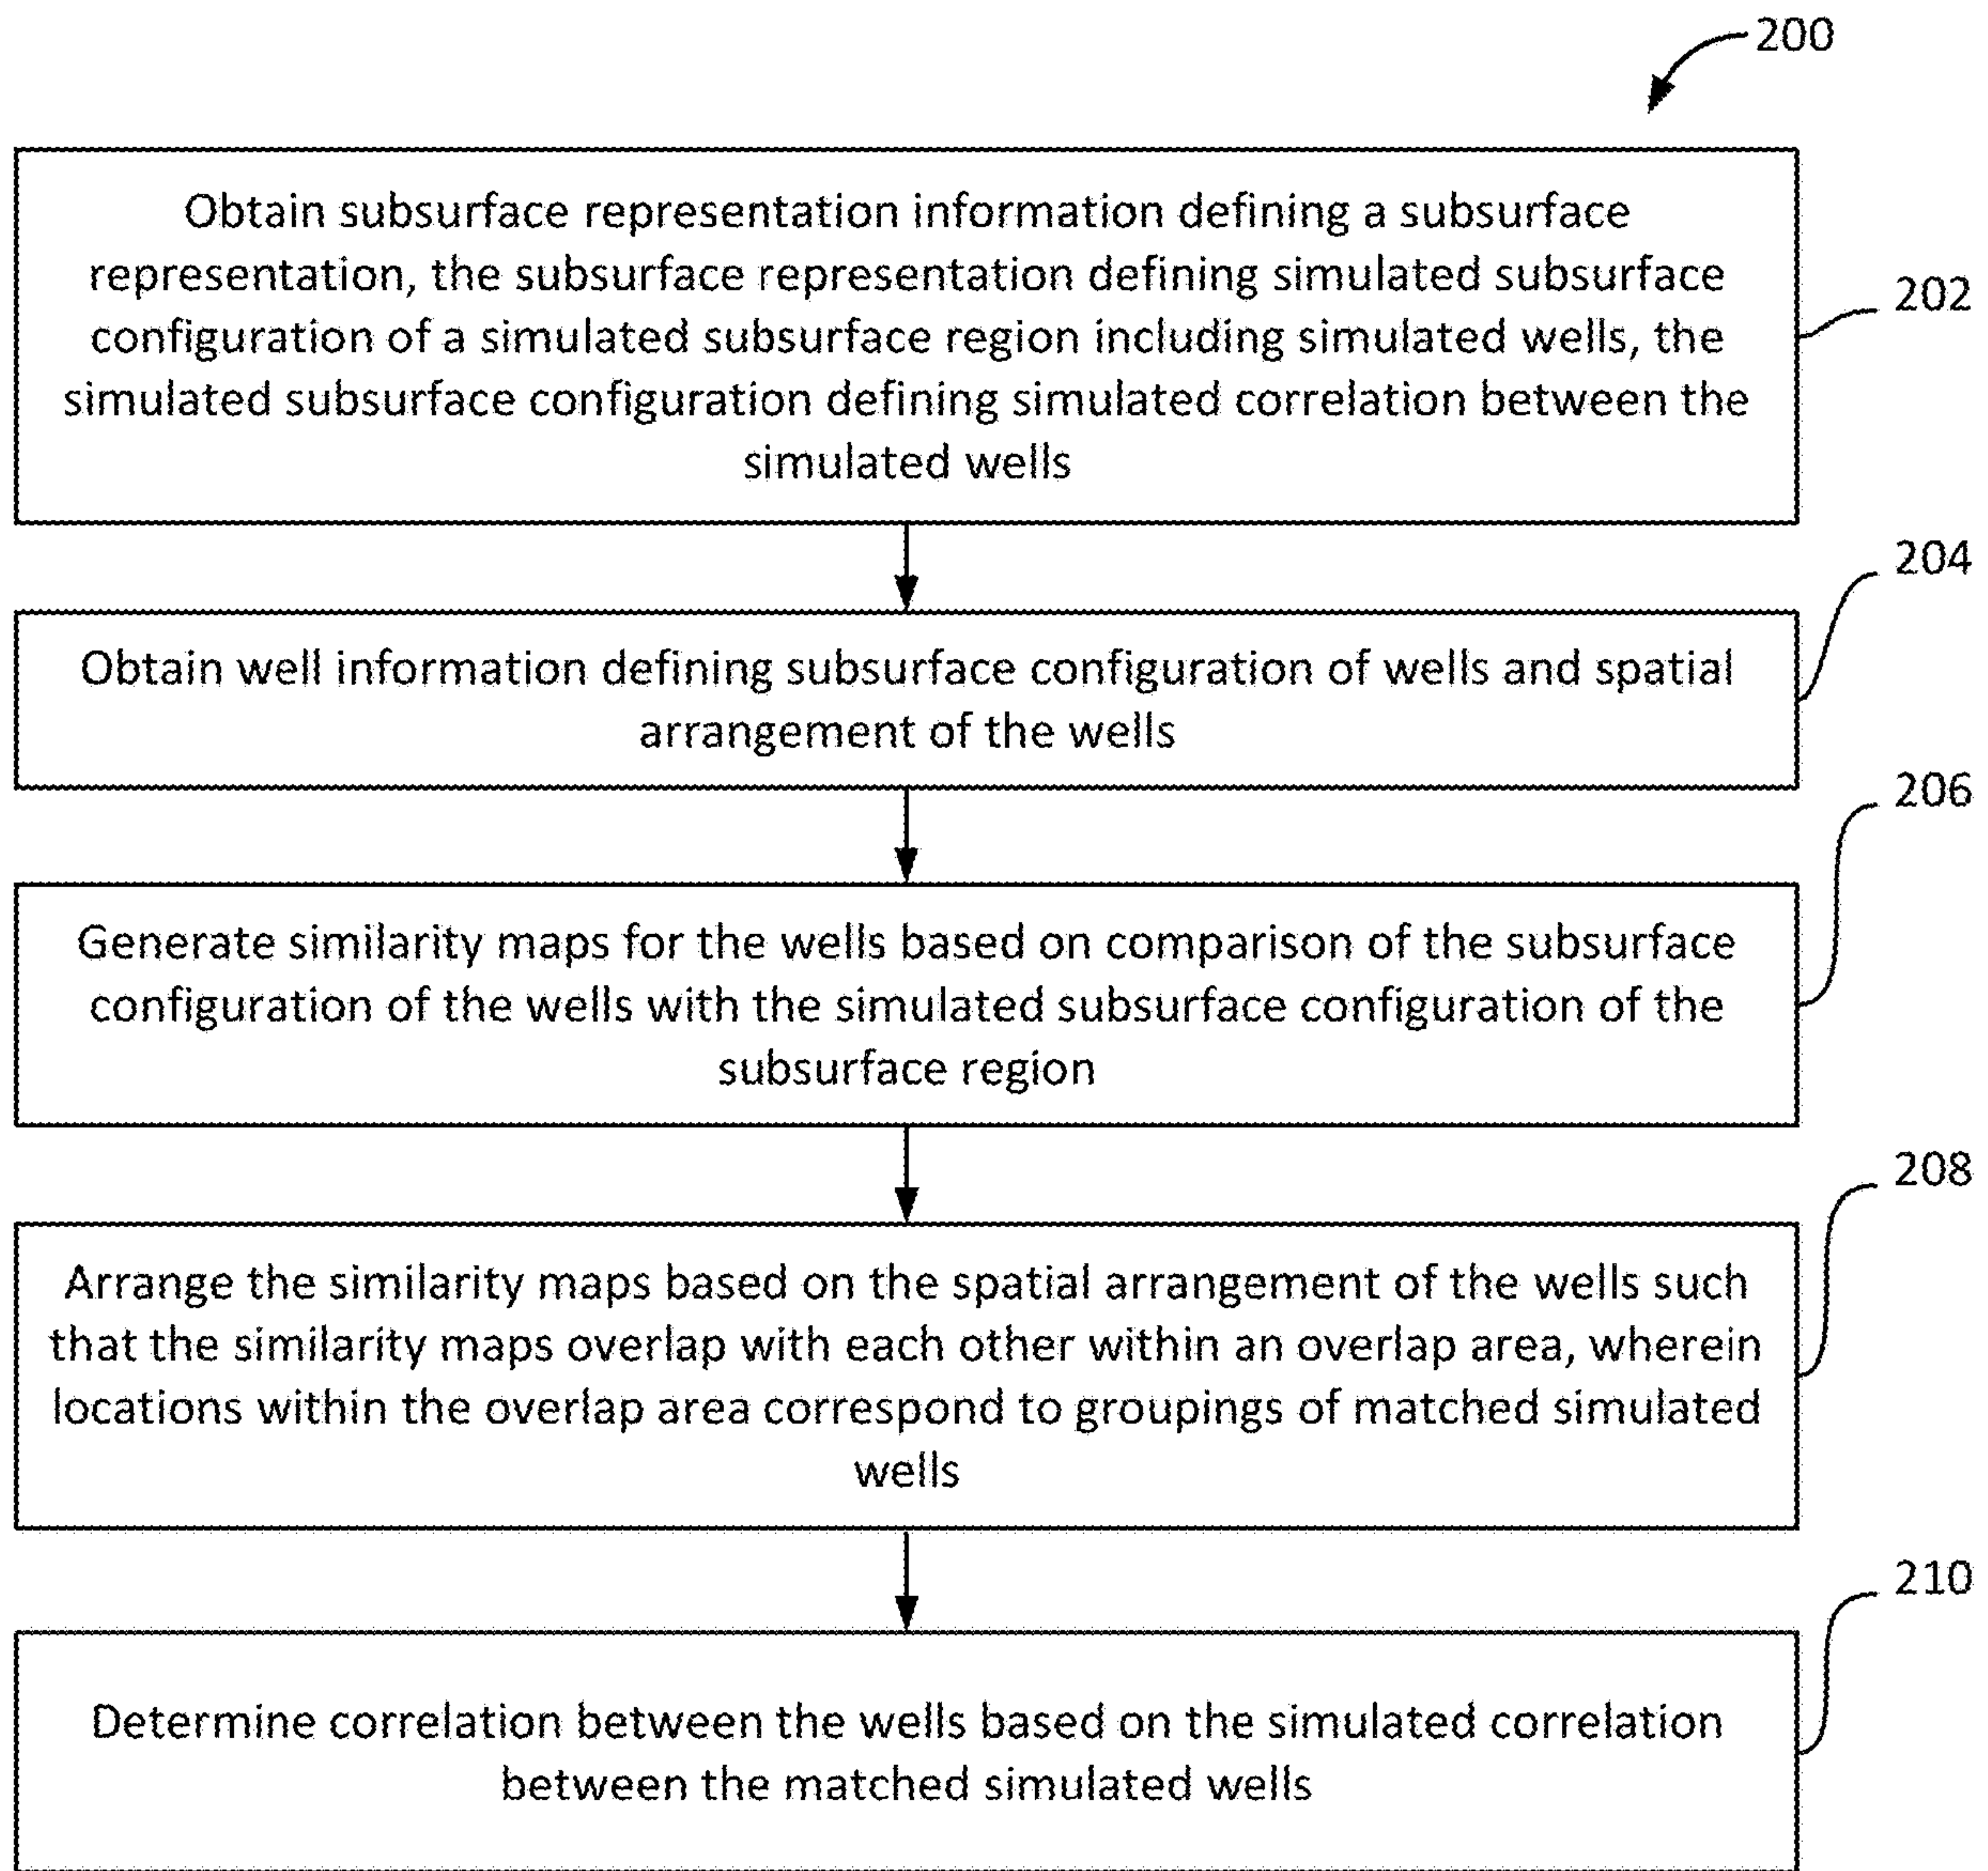 200
Obtain subsurface representation information defining a subsurface
representation, the subsurface representation defining simulated subsurface
configuration of a simulated subsurface region including simulated wells, the
simulated subsurface configuration defining simulated correlation between the
simulated wells
202
Obtain well information defining subsurface configuration of wells and spatial
arrangement of the wells
204
Generate similarity maps for the wells based on comparison of the subsurface
configuration of the wells with the simulated subsurface configuration of the
subsurface region
206
Arrange the similarity maps based on the spatial arrangement of the wells such
that the similarity maps overlap with each other within an overlap area, wherein
locations within the overlap area correspond to groupings of matched simulated
wells
208
Determine correlation between the wells based on the simulated correlation
between the matched simulated wells
210